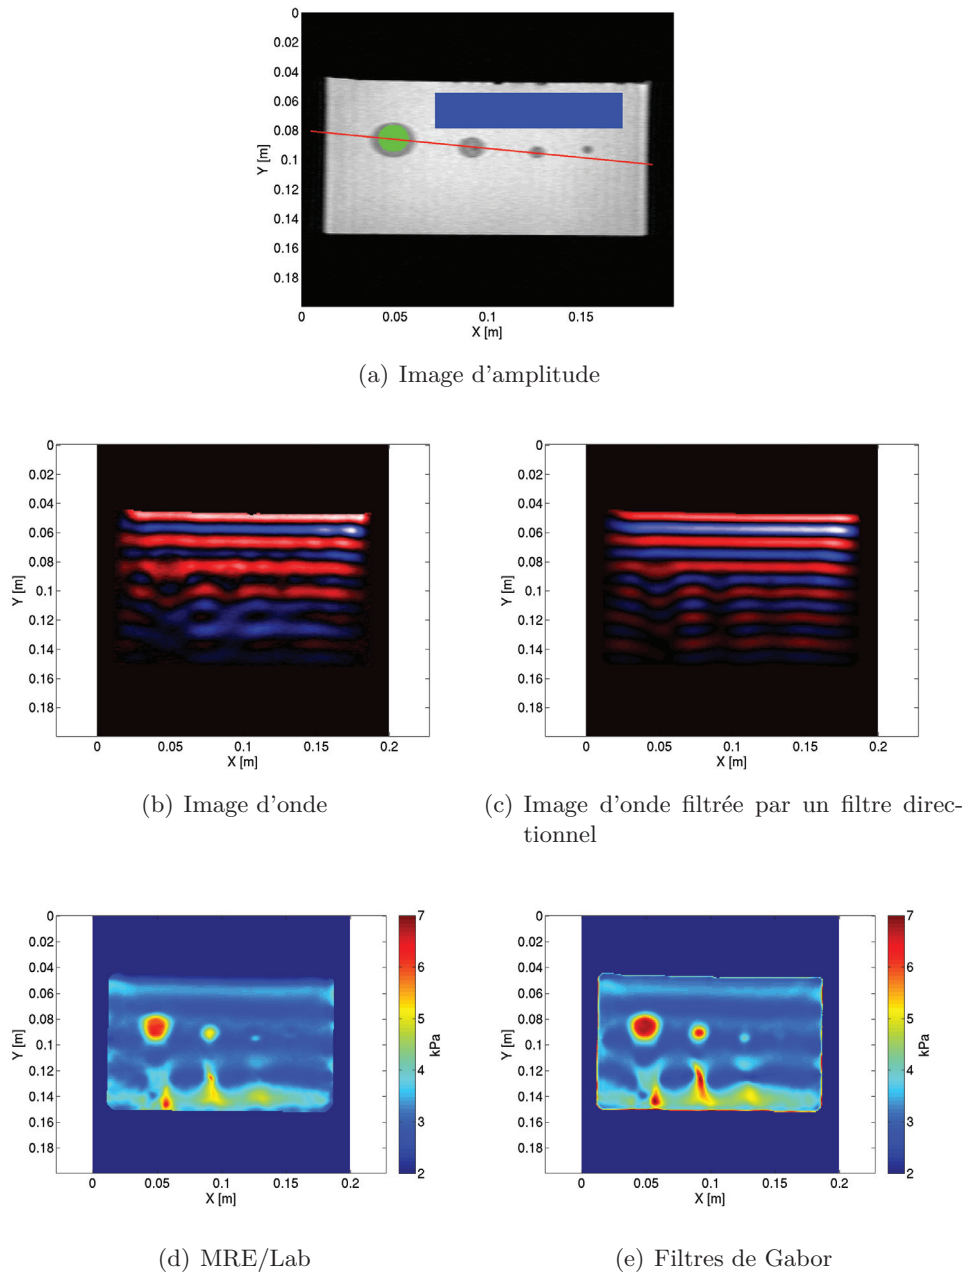 0
0.02
0.04
0.06
0.08
0.1
0.12
0.14
0.16
0.18
Y [m]
0 0.05 0.1 0.15
X [m]
(a) Image d'amplitude
0
0.02
0.04
0.06
0.08
0.1
0.12
0.14
0.16
0.18
Y [m]
0 0.05 0.1 0.15 0.2
X [m]
(b) Image d'onde
0
0.02
0.04
0.06
0.08
0.1
0.12
0.14
0.16
0.18
Y [m]
0 0.05 0.1 0.15 0.2
X [m]
(c) Image d'onde filtrée par un filtre direc-
tionnel
0
0.02
0.04
0.06
0.08
0.1
0.12
0.14
0.16
0.18
Y [m]
0 0.05 0.1 0.15 0.2
X [m]
7
6
5
4
3
2
kPa
(d) MRE/Lab
0
0.02
0.04
0.06
0.08
0.1
0.12
0.14
0.16
0.18
Y [m]
0 0.05 0.1 0.15 0.2
X [m]
7
6
5
4
3
2
kPa
(e) Filtres de Gabor